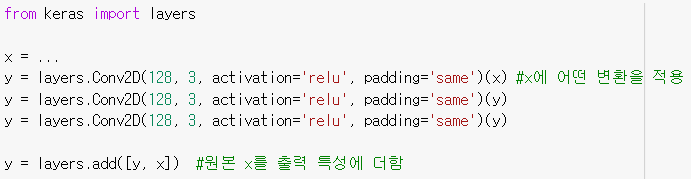 from keras import layers
x = ...
y = layers.Conv2D(128, 3, activation='relu', padding='same')(x) #x에 어떤 변환을 적용
y = layers.Conv2D(128, 3, activation='relu', padding='same')(y)
y = layers.Conv2D(128, 3, activation='relu', padding='same')(y)
y = layers.add([y, x])  #원본 x를 출력 특성에 더함